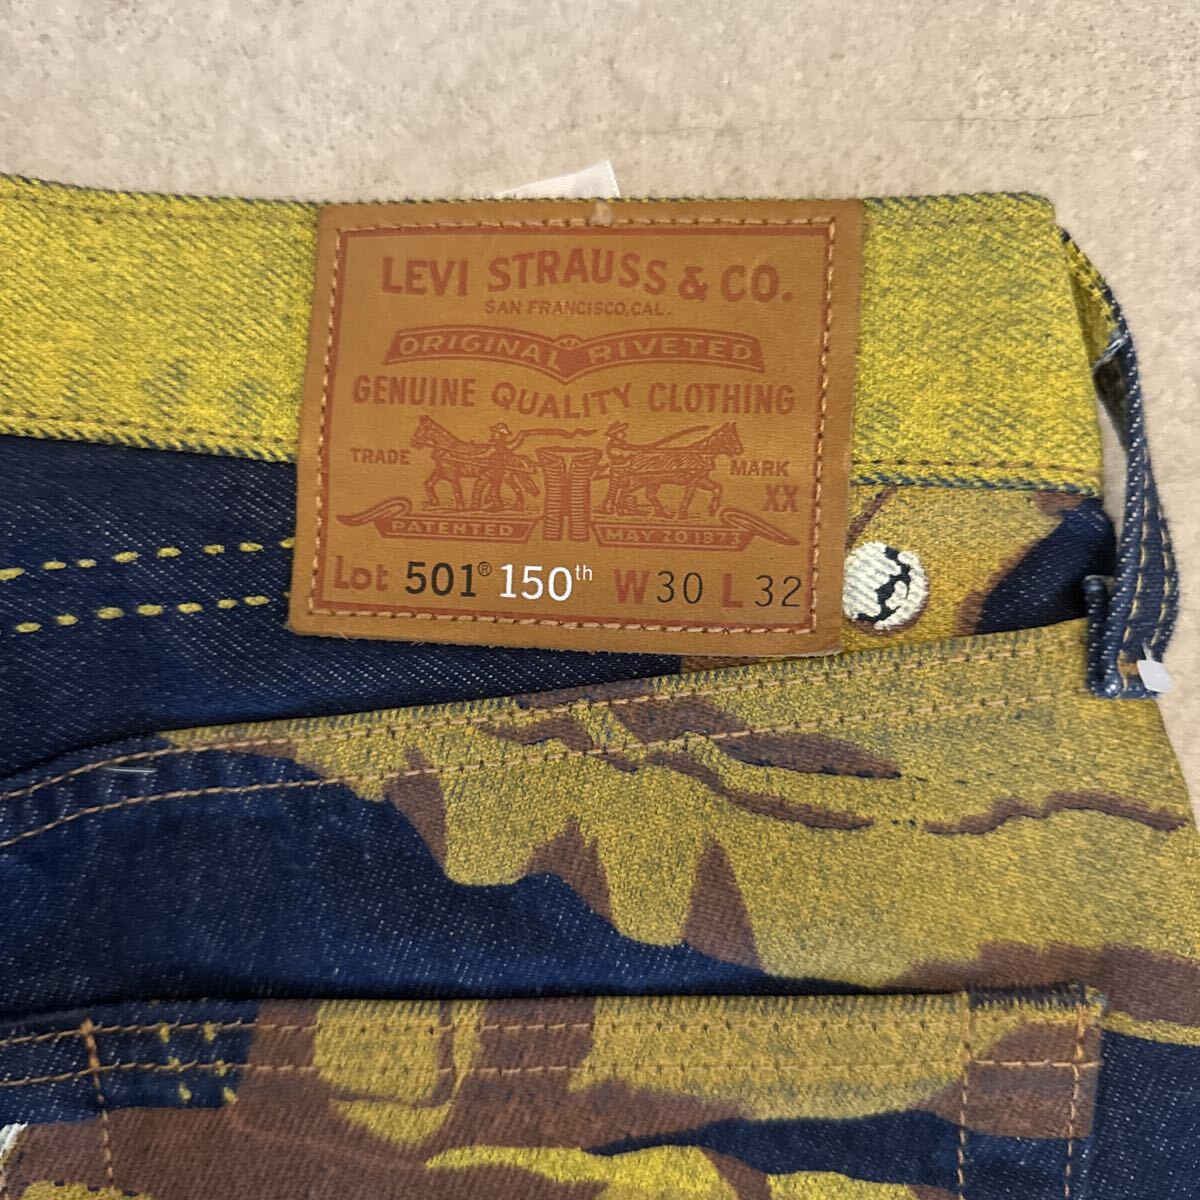 LEVI STRAUSS & CO.
SAN FRANCISCO, CAL.
ORIGINAL RIVETED
GENUINE QUALITY CLOTHING
TRADE MARK
XX
PATENTED MAY 20 1873
Lot 501® 150th W30 L 32